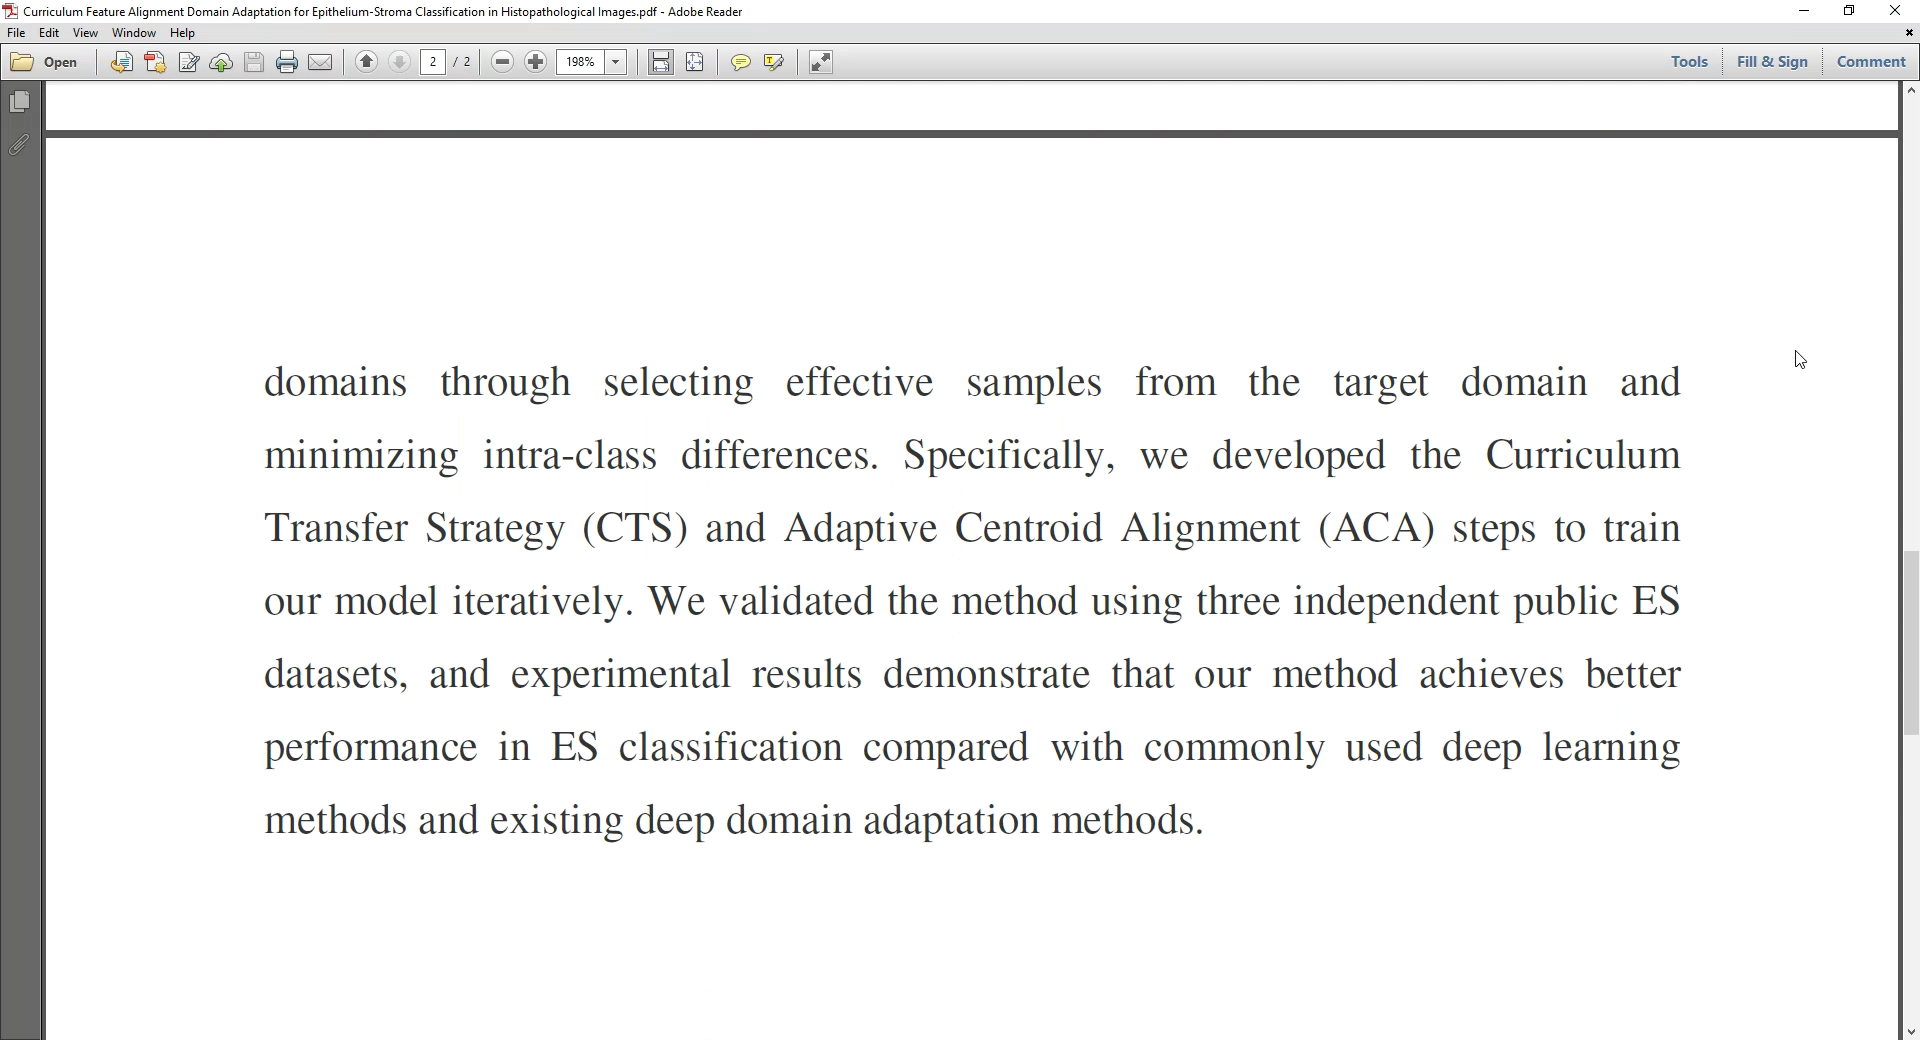 Curriculum Feature Alignment Domain Adaptation for Epithelium-Stroma Classification in Histopathological Images.pdf - Adobe Reader
File Edit View Window Help
Open 2 / 2 198% Tools Fill & Sign Comment
domains through selecting effective samples from the target domain and
minimizing intra-class differences. Specifically, we developed the Curriculum
Transfer Strategy (CTS) and Adaptive Centroid Alignment (ACA) steps to train
our model iteratively. We validated the method using three independent public ES
datasets, and experimental results demonstrate that our method achieves better
performance in ES classification compared with commonly used deep learning
methods and existing deep domain adaptation methods.